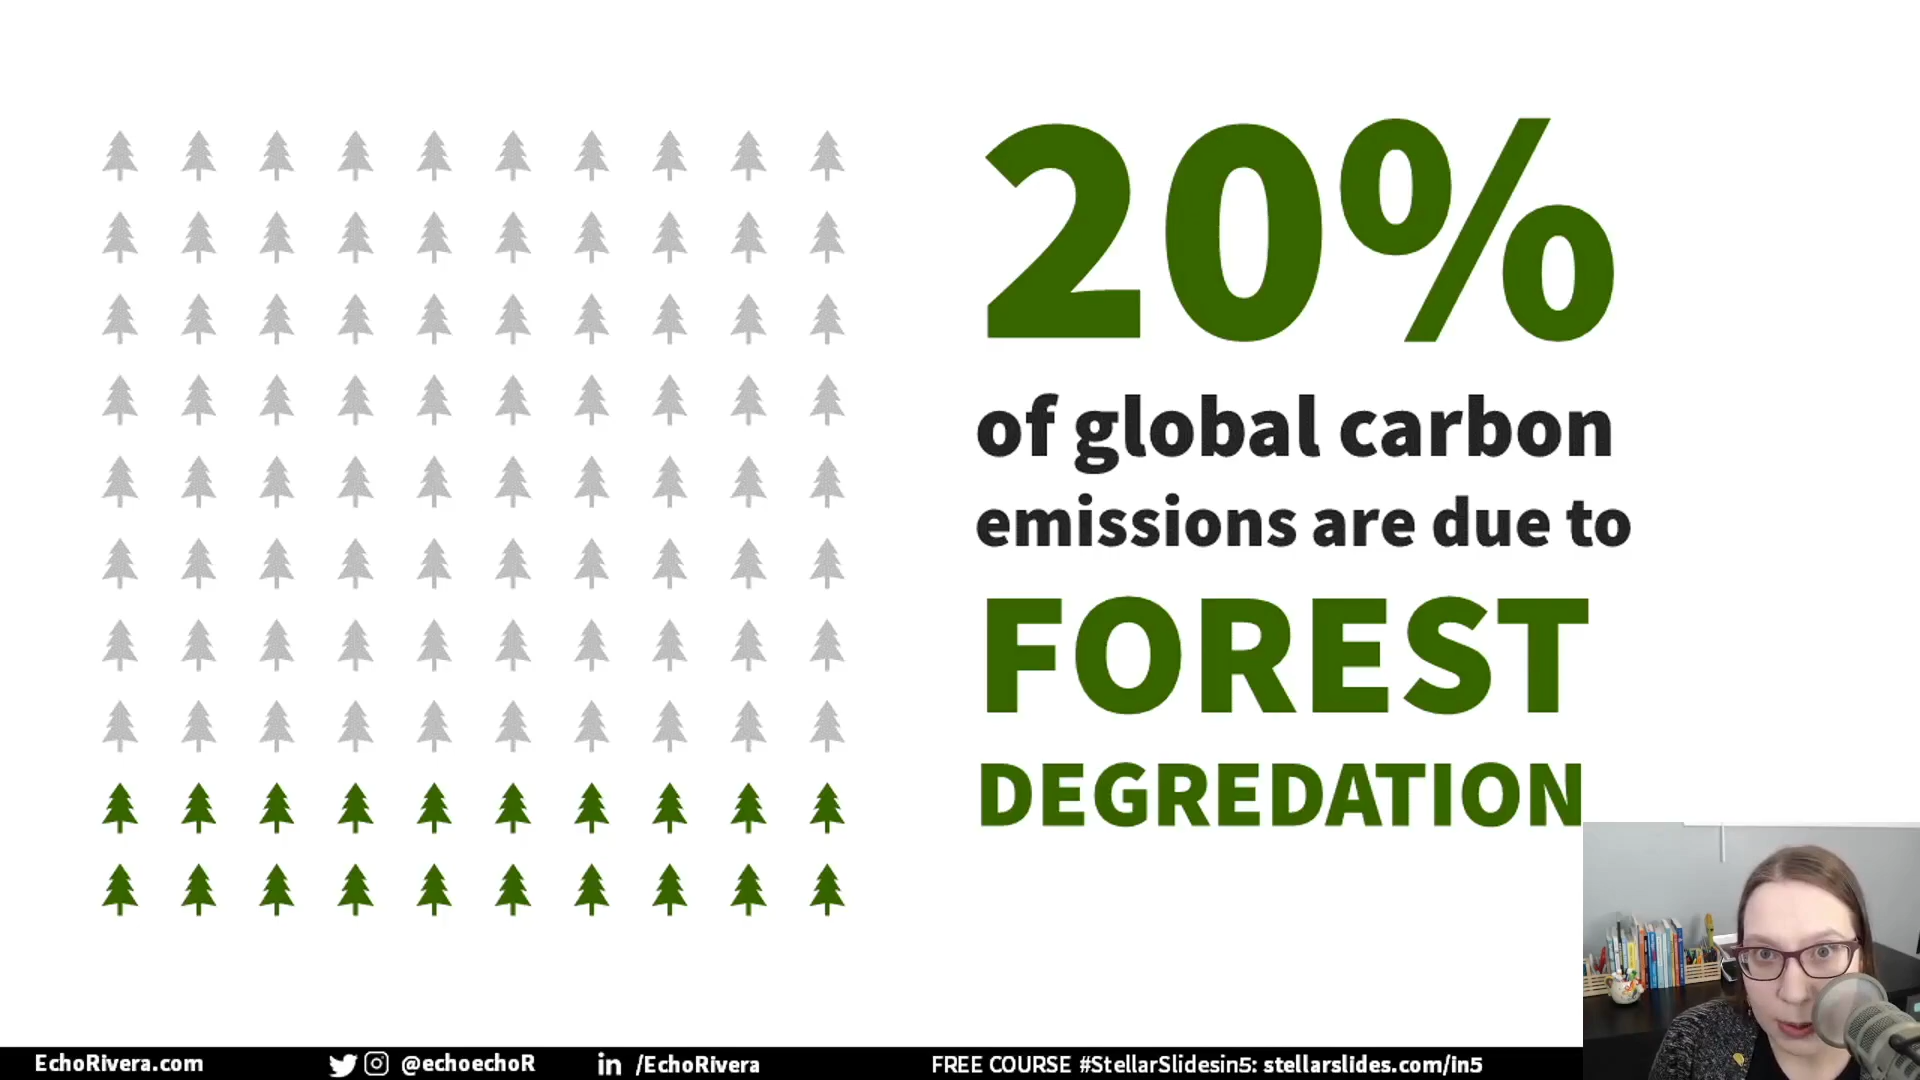 20%
of global carbon
emissions are due to
FOREST
DEGREDATION
EchoRivera.com @echoechoR /EchoRivera FREE COURSE #StellarSlidesin5: stellarslides.com/in5